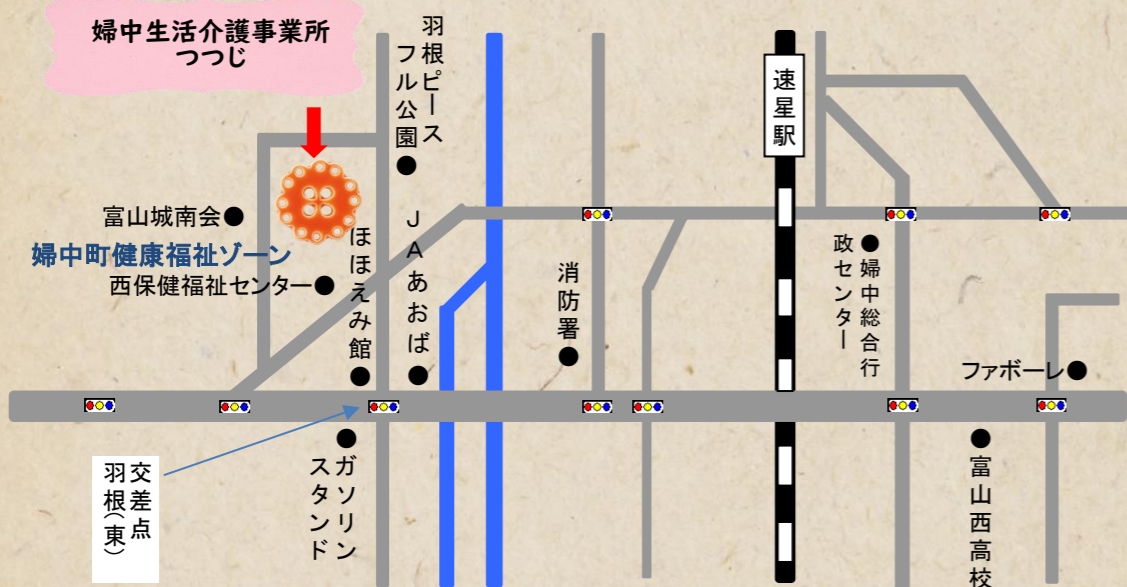 婦中生活介護事業所
つつじ
羽根ピース
フル公園
速星駅
富山城南会
婦中町健康福祉ゾーン
西保健福祉センター
ほほえみ館
JAあおば
消防署
婦中総合行
政センター
ファボーレ
交差点
羽根(東)
ガソリン
スタンド
富山西高校